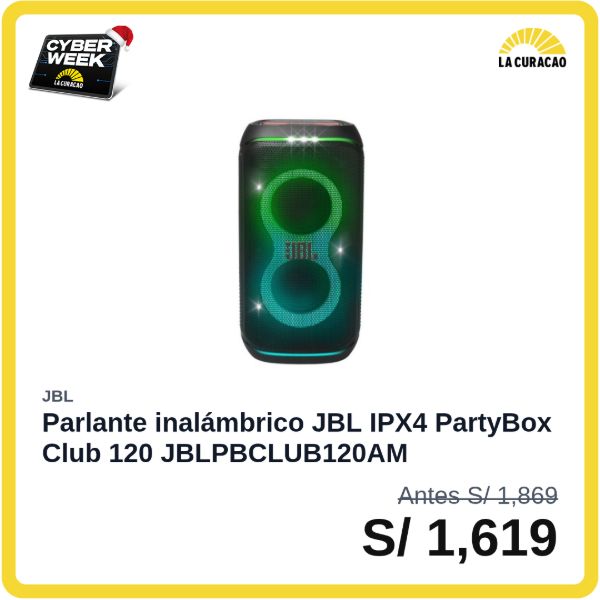 CYBER
WEEK
LA CURACAO
LA CURACAO
JBL
JBL
Parlante inalámbrico JBL IPX4 PartyBox
Club 120 JBLPBCLUB120AM
Antes S/ 1,869
S/ 1,619